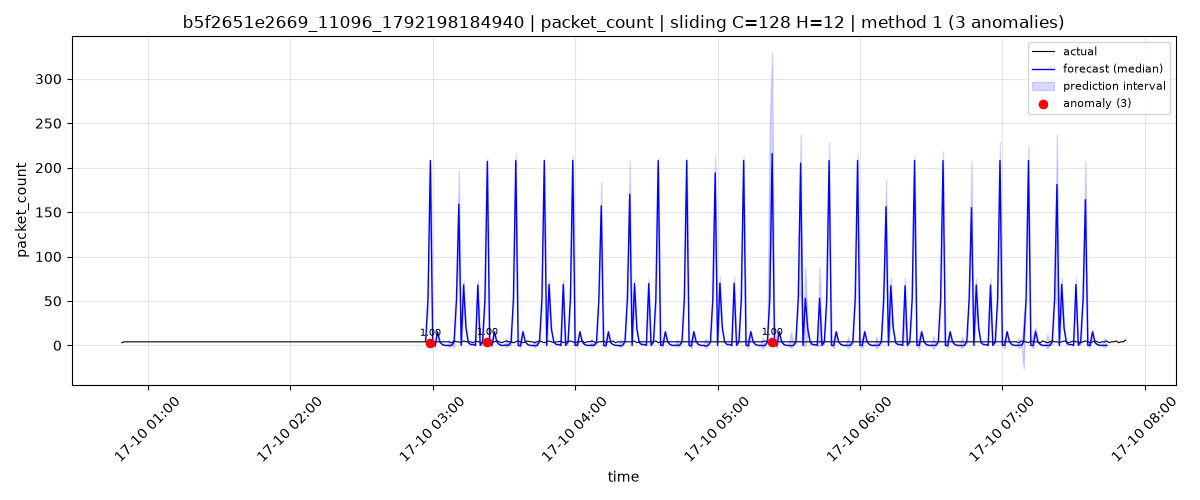 b5f2651e2669_11096_1792198184940 | packet_count | sliding C=128 H=12 | method 1 (3 anomalies)
actual
forecast (median)
prediction interval
anomaly (3)
packet_count
300
250
200
150
100
50
0
1.00
1.00
1.00
17-10 01:00
17-10 02:00
17-10 03:00
17-10 04:00
17-10 05:00
17-10 06:00
17-10 07:00
17-10 08:00
time